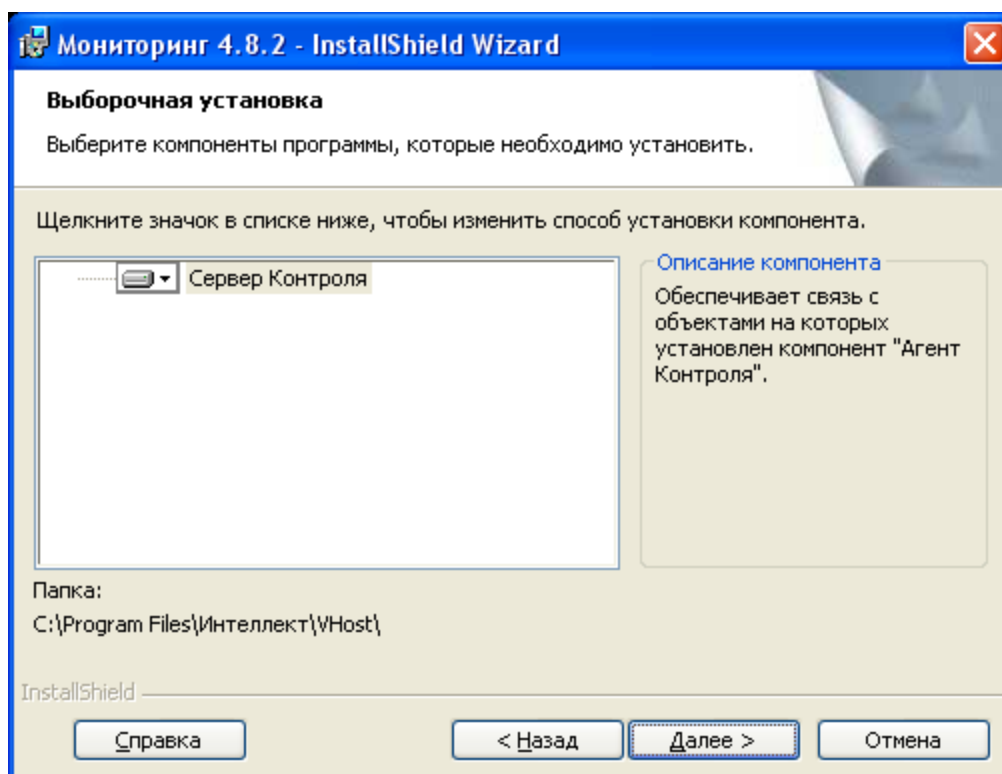 Мониторинг 4.8.2 - InstallShield Wizard
Выборочная установка
Выберите компоненты программы, которые необходимо установить.
Щелкните значок в списке ниже, чтобы изменить способ установки компонента.
Сервер Контроля
Описание компонента
Обеспечивает связь с
объектами на которых
установлен компонент "Агент
Контроля".
Папка:
C:\Program Files\Интеллект\VHost\
InstallShield
Справка
< Назад
Далее >
Отмена